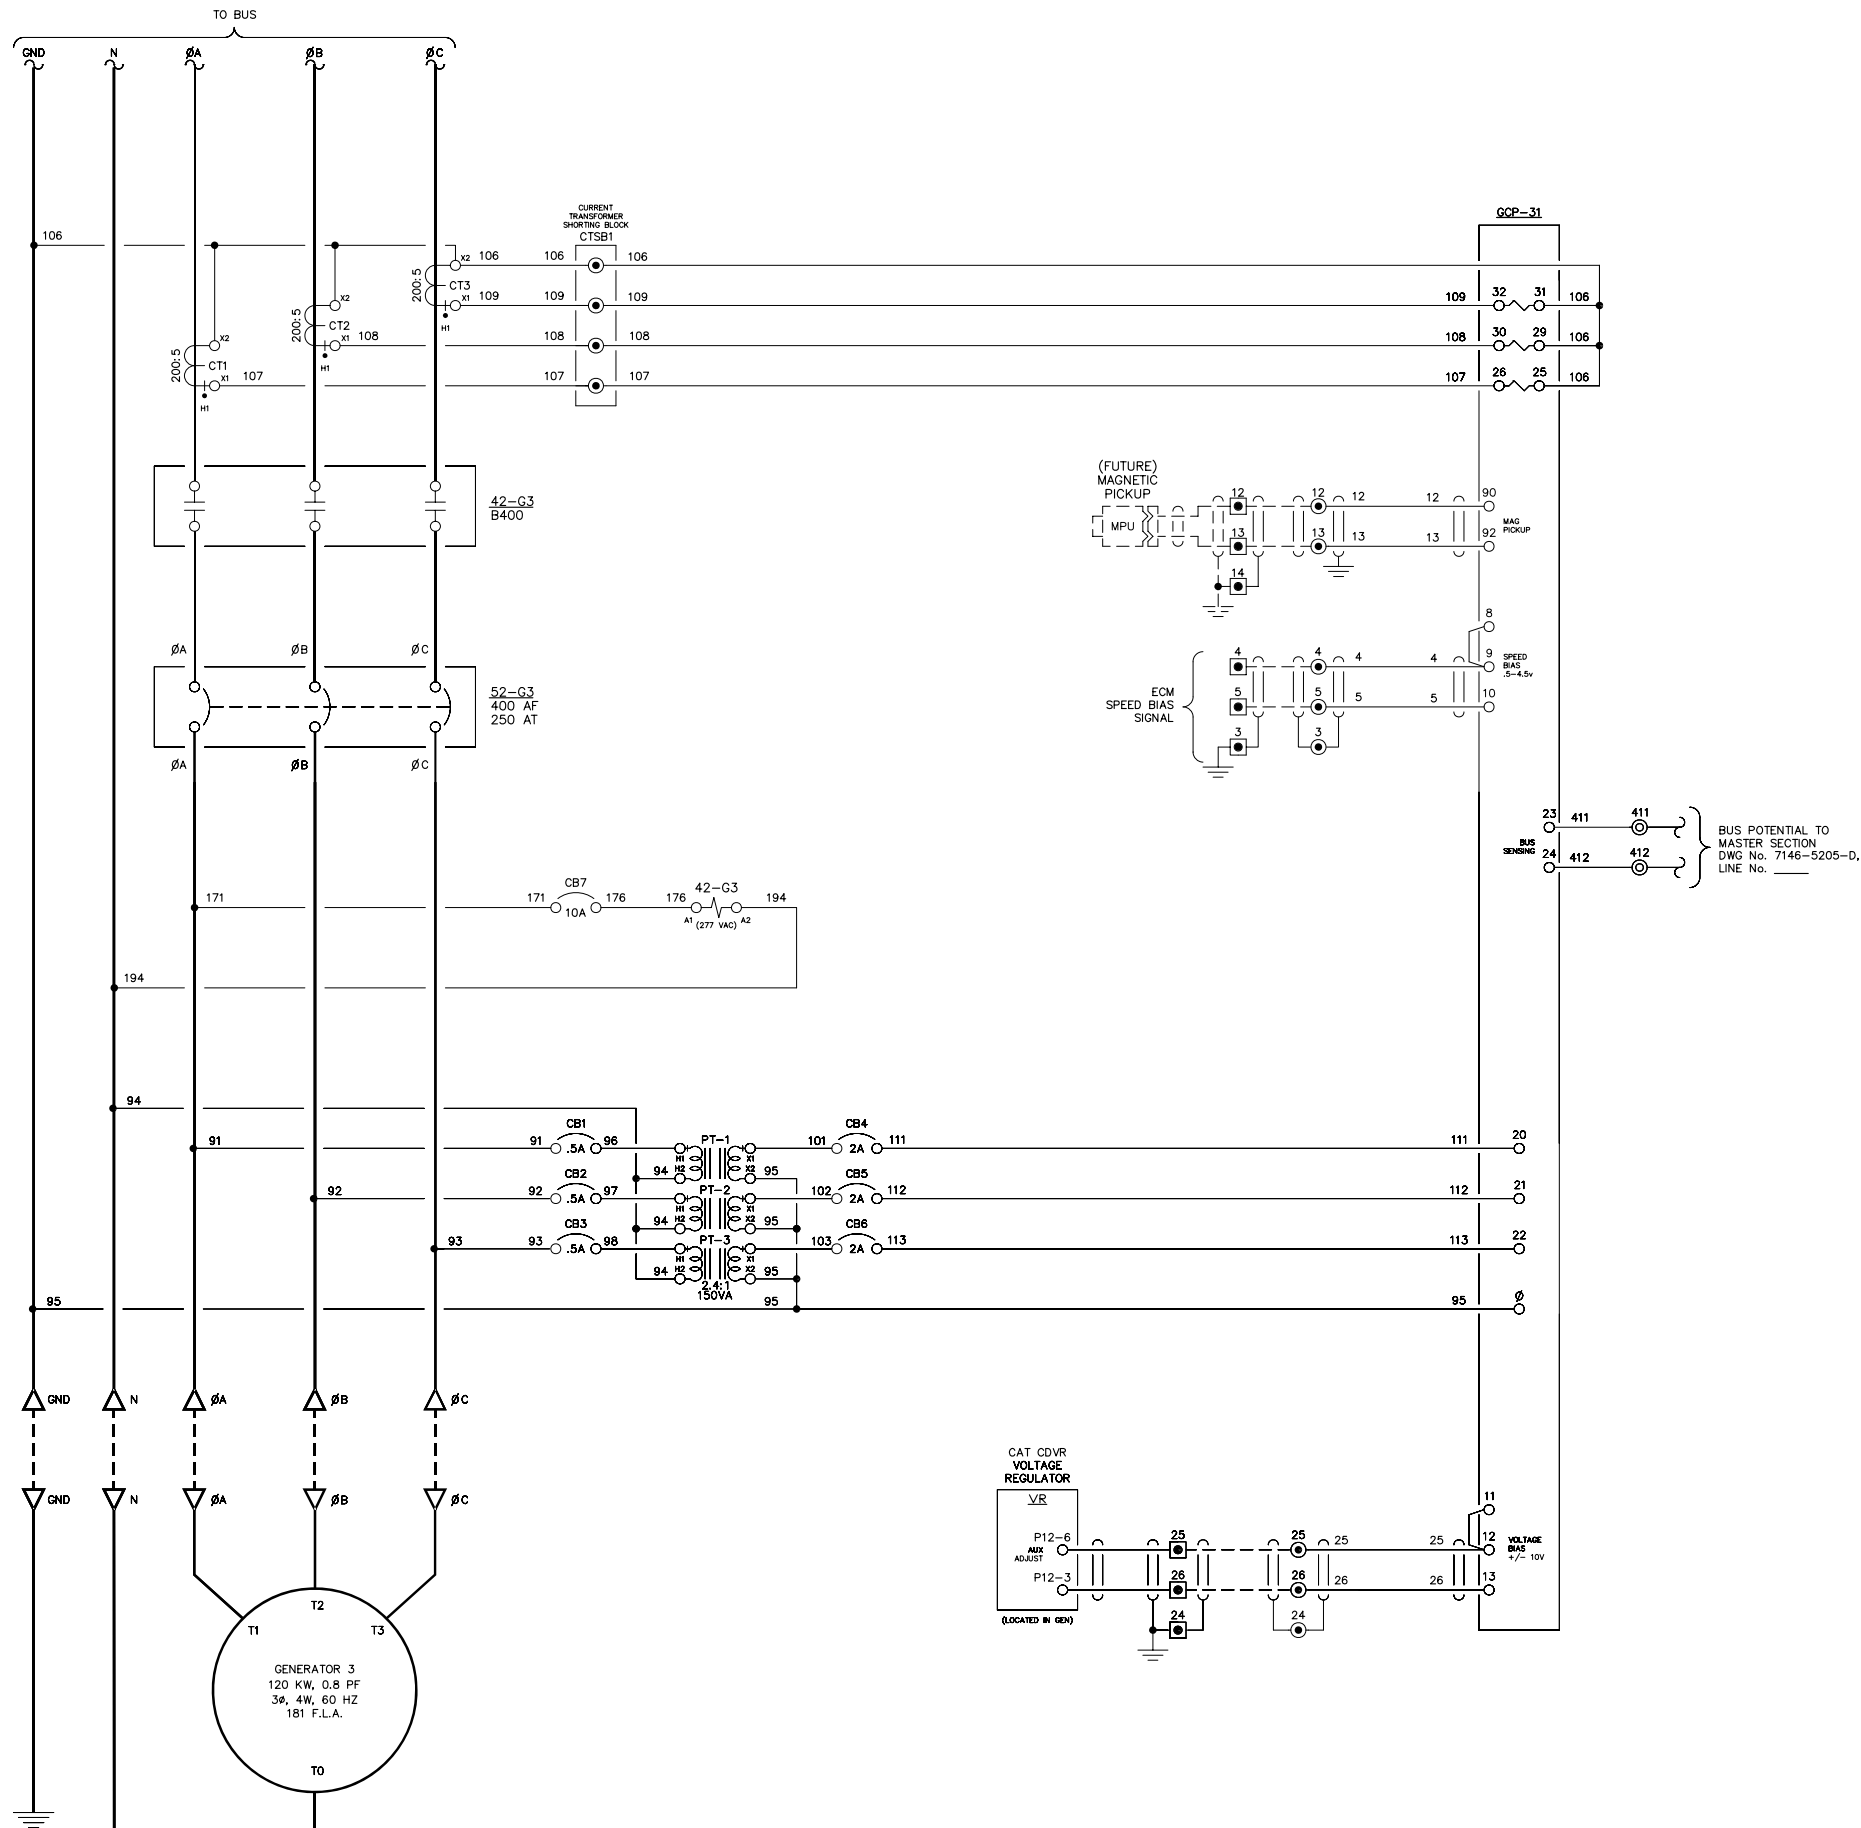 TO BUS
GND N ØA ØB ØC
GCP-31
CURRENT
TRANSFORMER
SHORTING BLOCK
CTSB1
106
X2 106 106 106
200:5 CT3
X1 109 109 109 109 32 31 106
H1
X2
200:5 CT2
X1 108 108 108 108 30 29 106
H1
X2
200:5 CT1
X1 107 107 107 107 26 25 106
H1
42-G3
B400
(FUTURE)
MAGNETIC
PICKUP
MPU
12 12 12 12 90
MAG
PICKUP
13 13 13 13 92
14
ØA ØB ØC
52-G3
400 AF
250 AT
ØA ØB ØC
8
ECM
SPEED BIAS
SIGNAL
4 4 4 4 9
SPEED
BIAS
.5-4.5v
5 5 5 5 10
3 3
23 411 411
BUS
SENSING
24 412 412
BUS POTENTIAL TO
MASTER SECTION
DWG No. 7146-5205-D,
LINE No. _____
171 171 CB7 176 176 42-G3 194
10A
A1 (277 VAC) A2
194
94
91 91 CB1 96 PT-1 101 CB4 111 111 20
.5A H1 X1 2A
94 H2 X2 95
92 92 CB2 97 PT-2 102 CB5 112 112 21
.5A H1 X1 2A
94 H2 X2 95
93 93 CB3 98 PT-3 103 CB6 113 113 22
.5A H1 X1 2A
94 H2 X2 95
2.4:1
150VA
95 95 95 Ø
GND N ØA ØB ØC
GND N ØA ØB ØC
CAT CDVR
VOLTAGE
REGULATOR
VR
P12-6
AUX
ADJUST
P12-3
(LOCATED IN GEN)
11
25 25 25 25 12
VOLTAGE
BIAS
+/- 10V
26 26 26 26 13
24 24
T2
T1 T3
GENERATOR 3
120 KW, 0.8 PF
3ø, 4W, 60 HZ
181 F.L.A.
T0